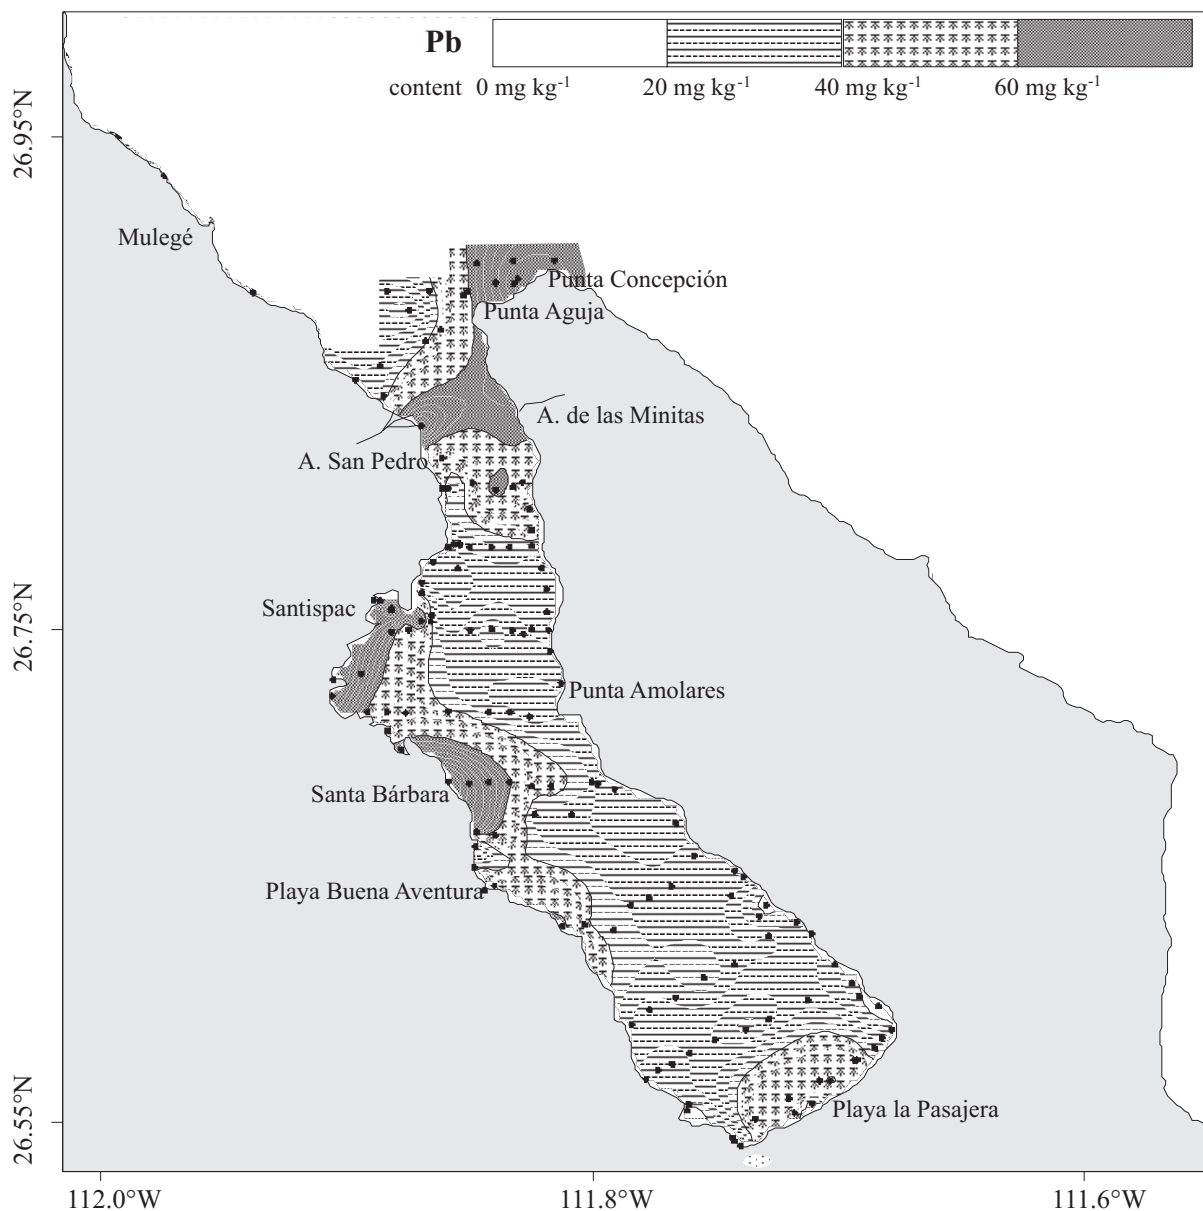 Pb
content 0 mg kg-1 20 mg kg-1 40 mg kg-1 60 mg kg-1
26.95°N
Mulegé
Punta Concepción
Punta Aguja
A. de las Minitas
A. San Pedro
Santispac
26.75°N
Punta Amolares
Santa Bárbara
Playa Buena Aventura
Playa la Pasajera
26.55°N
112.0°W 111.8°W 111.6°W